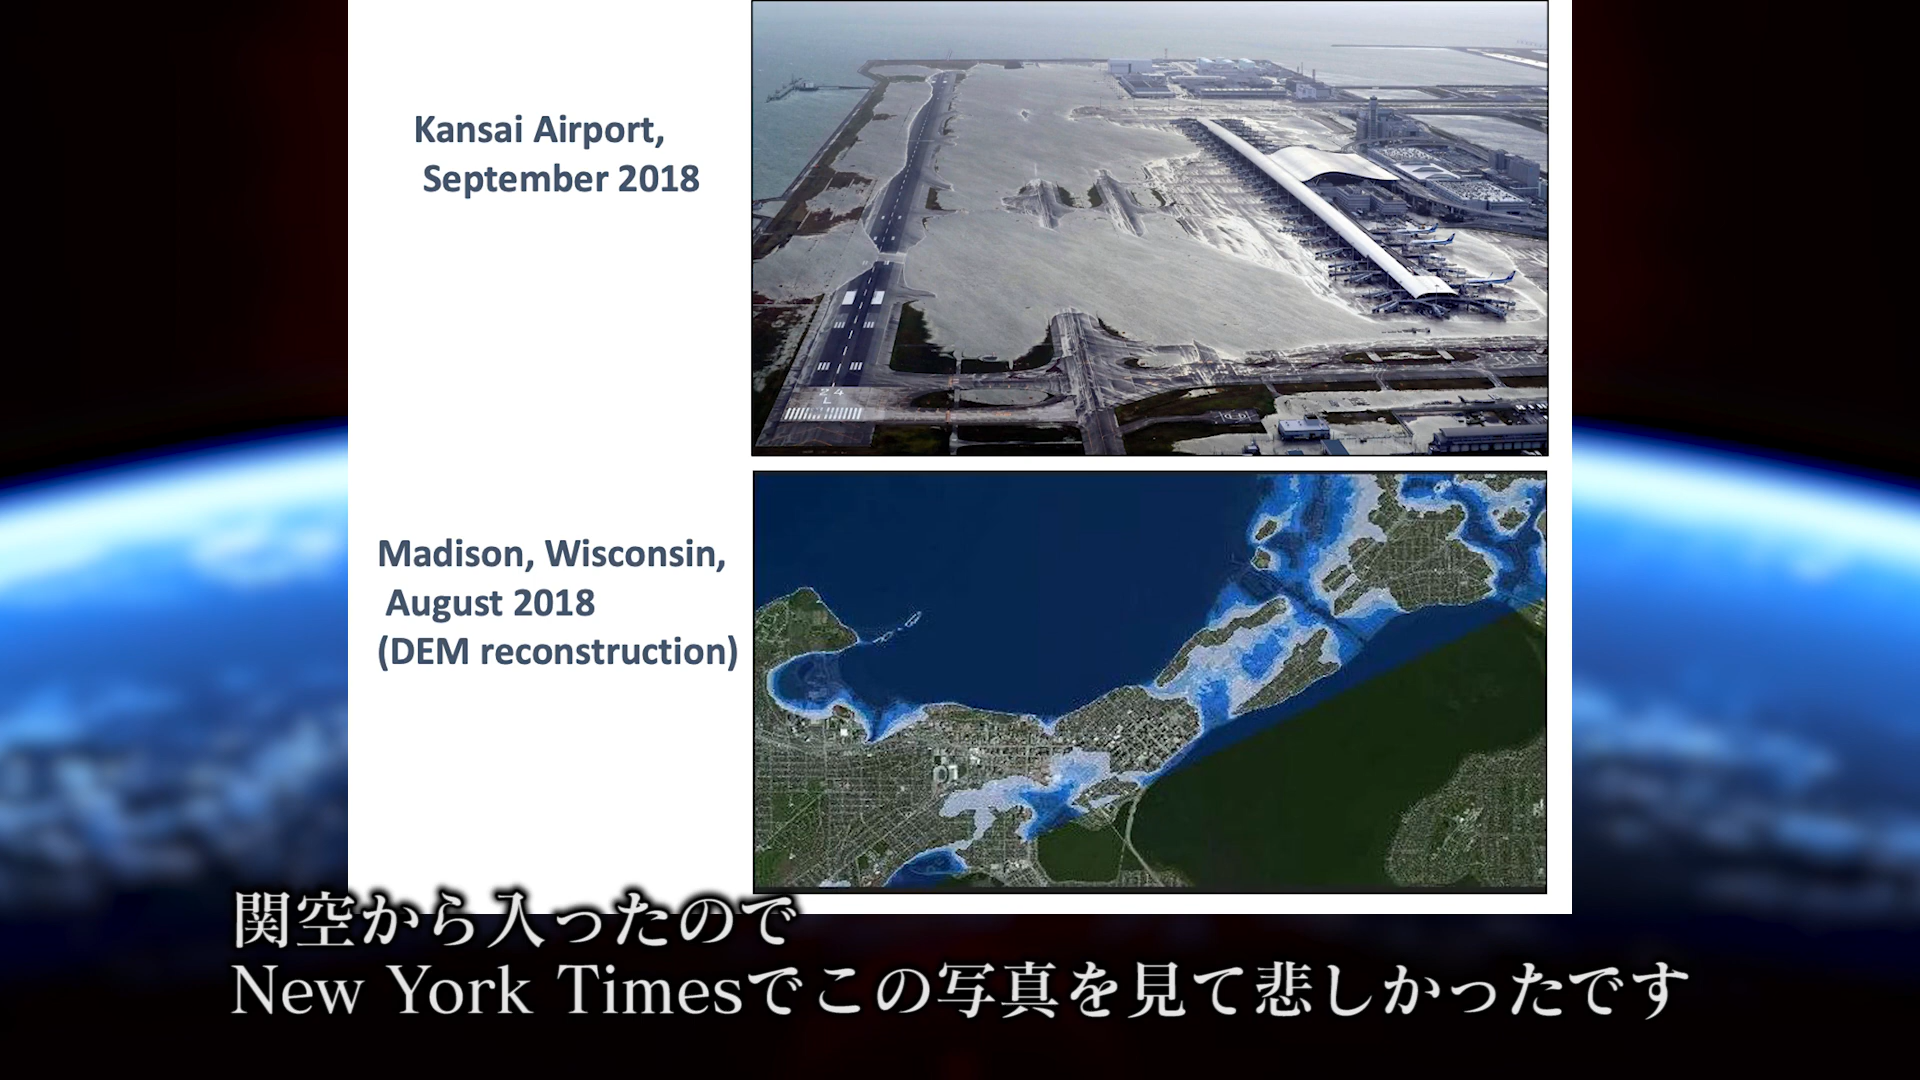 Kansai Airport,
September 2018
Madison, Wisconsin,
August 2018
(DEM reconstruction)
関空から入ったので
New York Timesでこの写真を見て悲しかったです